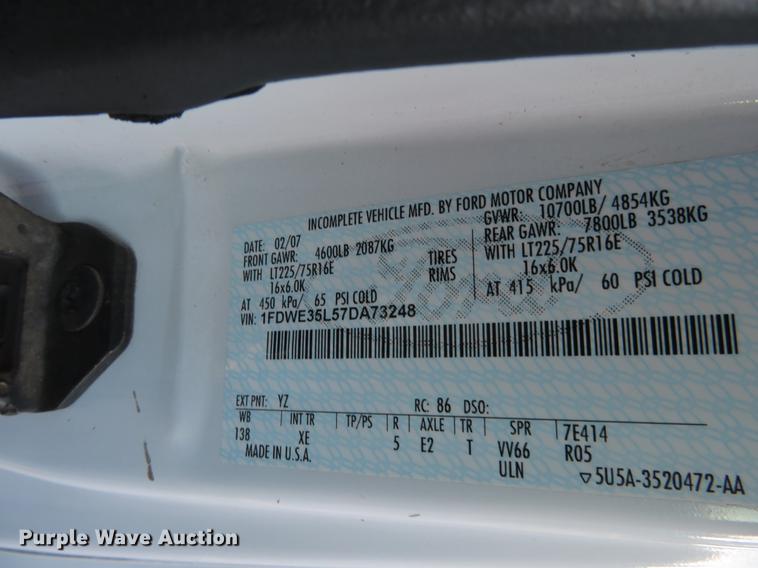 INCOMPLETE VEHICLE MFD. BY FORD MOTOR COMPANY
DATE: 02/07 GVWR: 10700LB/ 4854KG
FRONT GAWR: 4600LB 2087KG REAR GAWR: 7800LB 3538KG
WITH LT225/75R16E TIRES WITH LT225/75R16E
16x6.0K RIMS 16x6.0K
AT 450 kPa/ 65 PSI COLD AT 415 kPa/ 60 PSI COLD
VIN: 1FDWE35L57DA73248
Ford
EXT PNT: YZ RC: 86 DSO:
WB INT TR TP/PS R AXLE TR SPR 7E414
138 XE 5 E2 T VV66 R05
MADE IN U.S.A. ULN ▽5U5A-3520472-AA
Purple Wave Auction